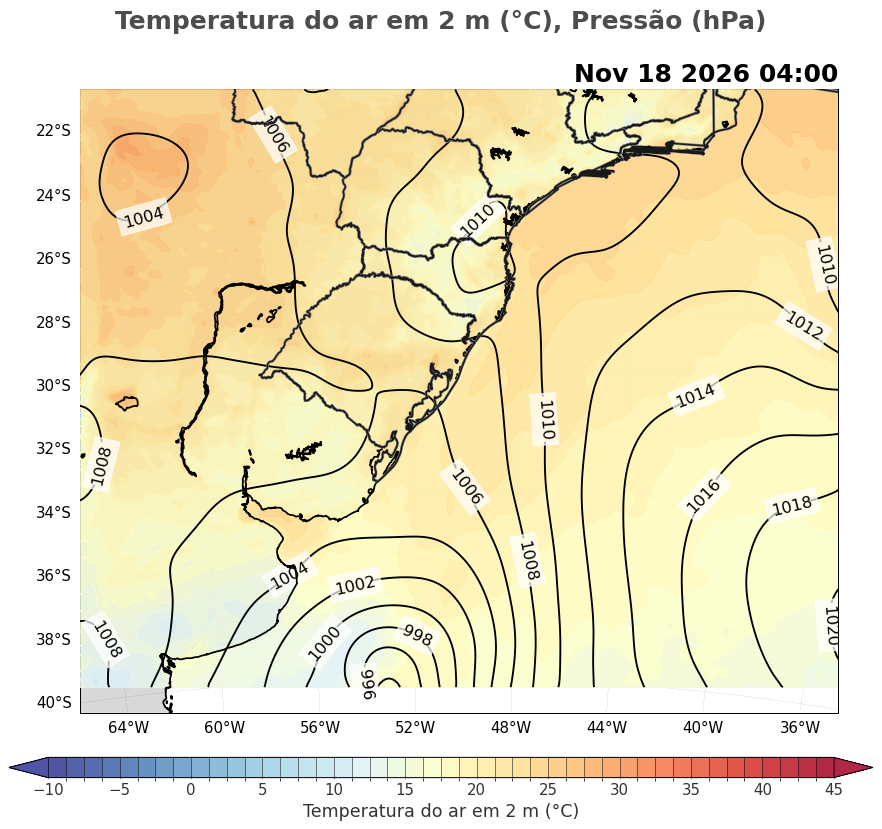 Temperatura do ar em 2 m (°C), Pressão (hPa)
Nov 18 2026 04:00
22°S
24°S
26°S
28°S
30°S
32°S
34°S
36°S
38°S
40°S
1006
1004
1010
1010
1012
1014
1010
1008
1006
1016
1018
1008
1004
1002
1008
1000
998
1020
996
64°W
60°W
56°W
52°W
48°W
44°W
40°W
36°W
−10
−5
0
5
10
15
20
25
30
35
40
45
Temperatura do ar em 2 m (°C)